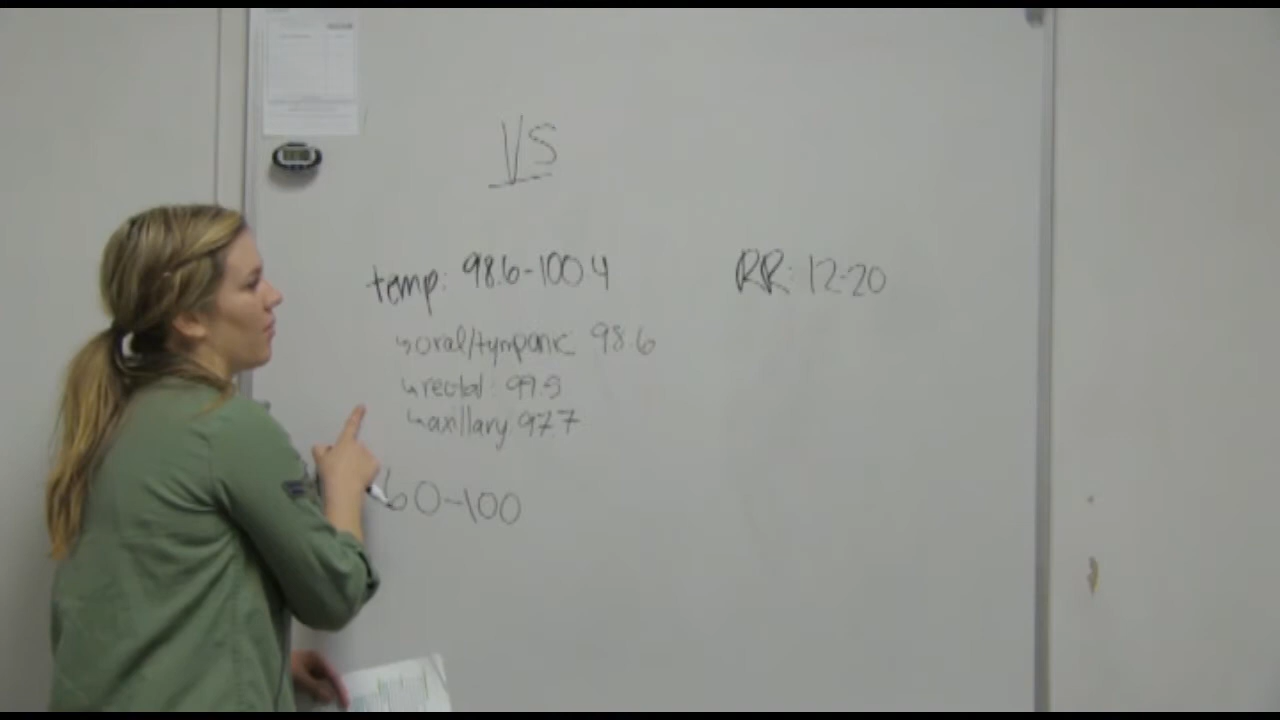 VS
temp: 98.6-100.4
↳oral/tympanic: 98.6
↳rectal: 99.5
↳axillary: 97.7
60-100
RR: 12-20